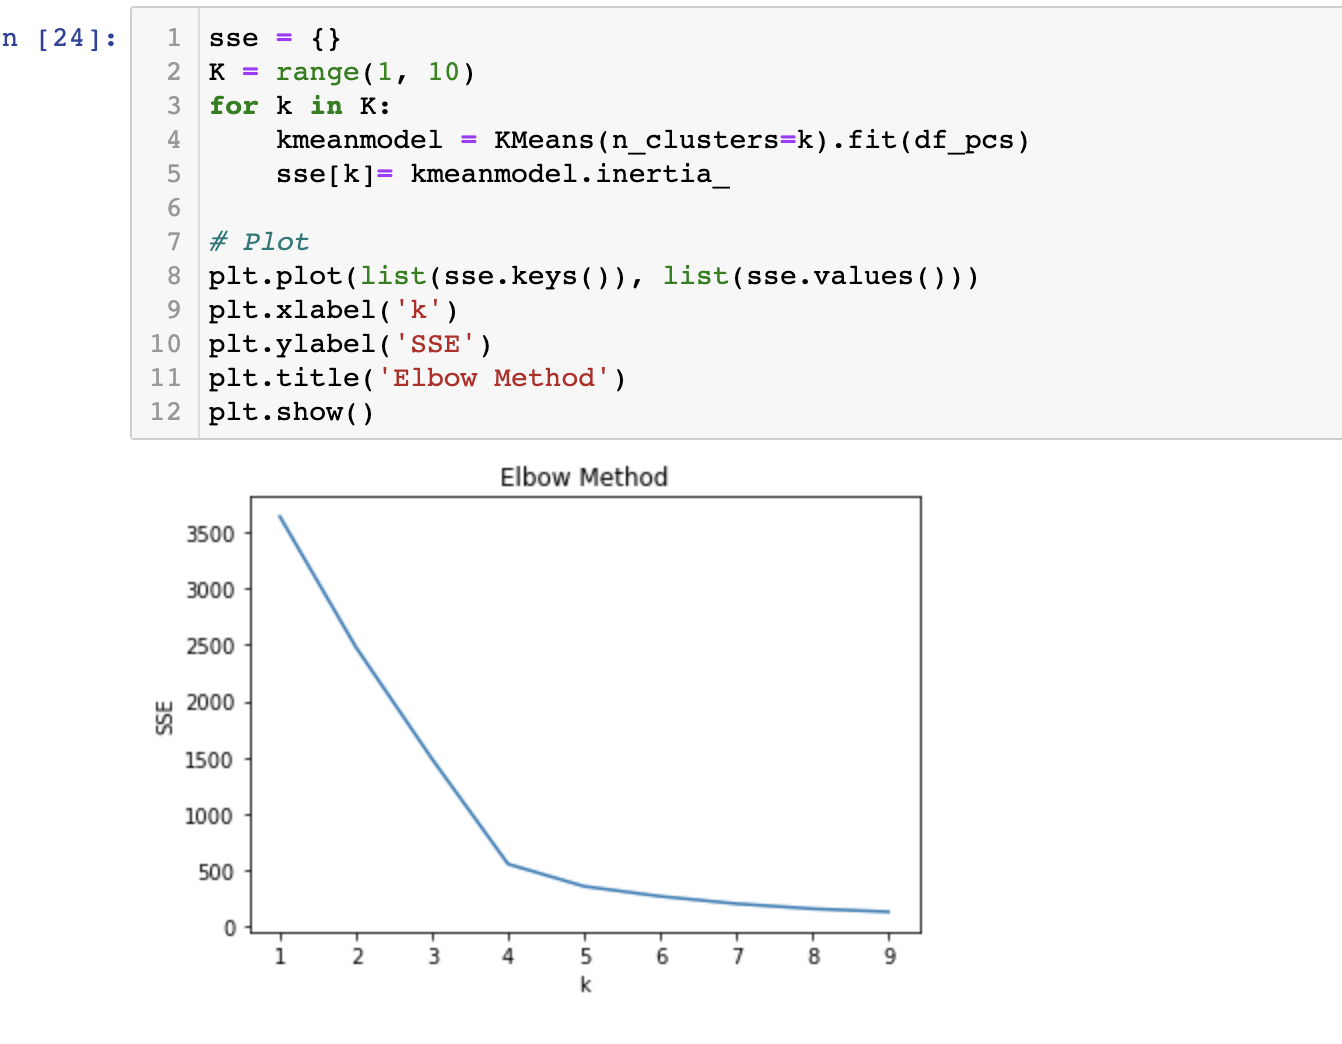 n [24]:
1 sse = {}
2 K = range(1, 10)
3 for k in K:
4     kmeanmodel = KMeans(n_clusters=k).fit(df_pcs)
5     sse[k]= kmeanmodel.inertia_
6
7 # Plot
8 plt.plot(list(sse.keys()), list(sse.values()))
9 plt.xlabel('k')
10 plt.ylabel('SSE')
11 plt.title('Elbow Method')
12 plt.show()
Elbow Method
3500
3000
2500
2000
1500
1000
500
0
SSE
1 2 3 4 5 6 7 8 9
k